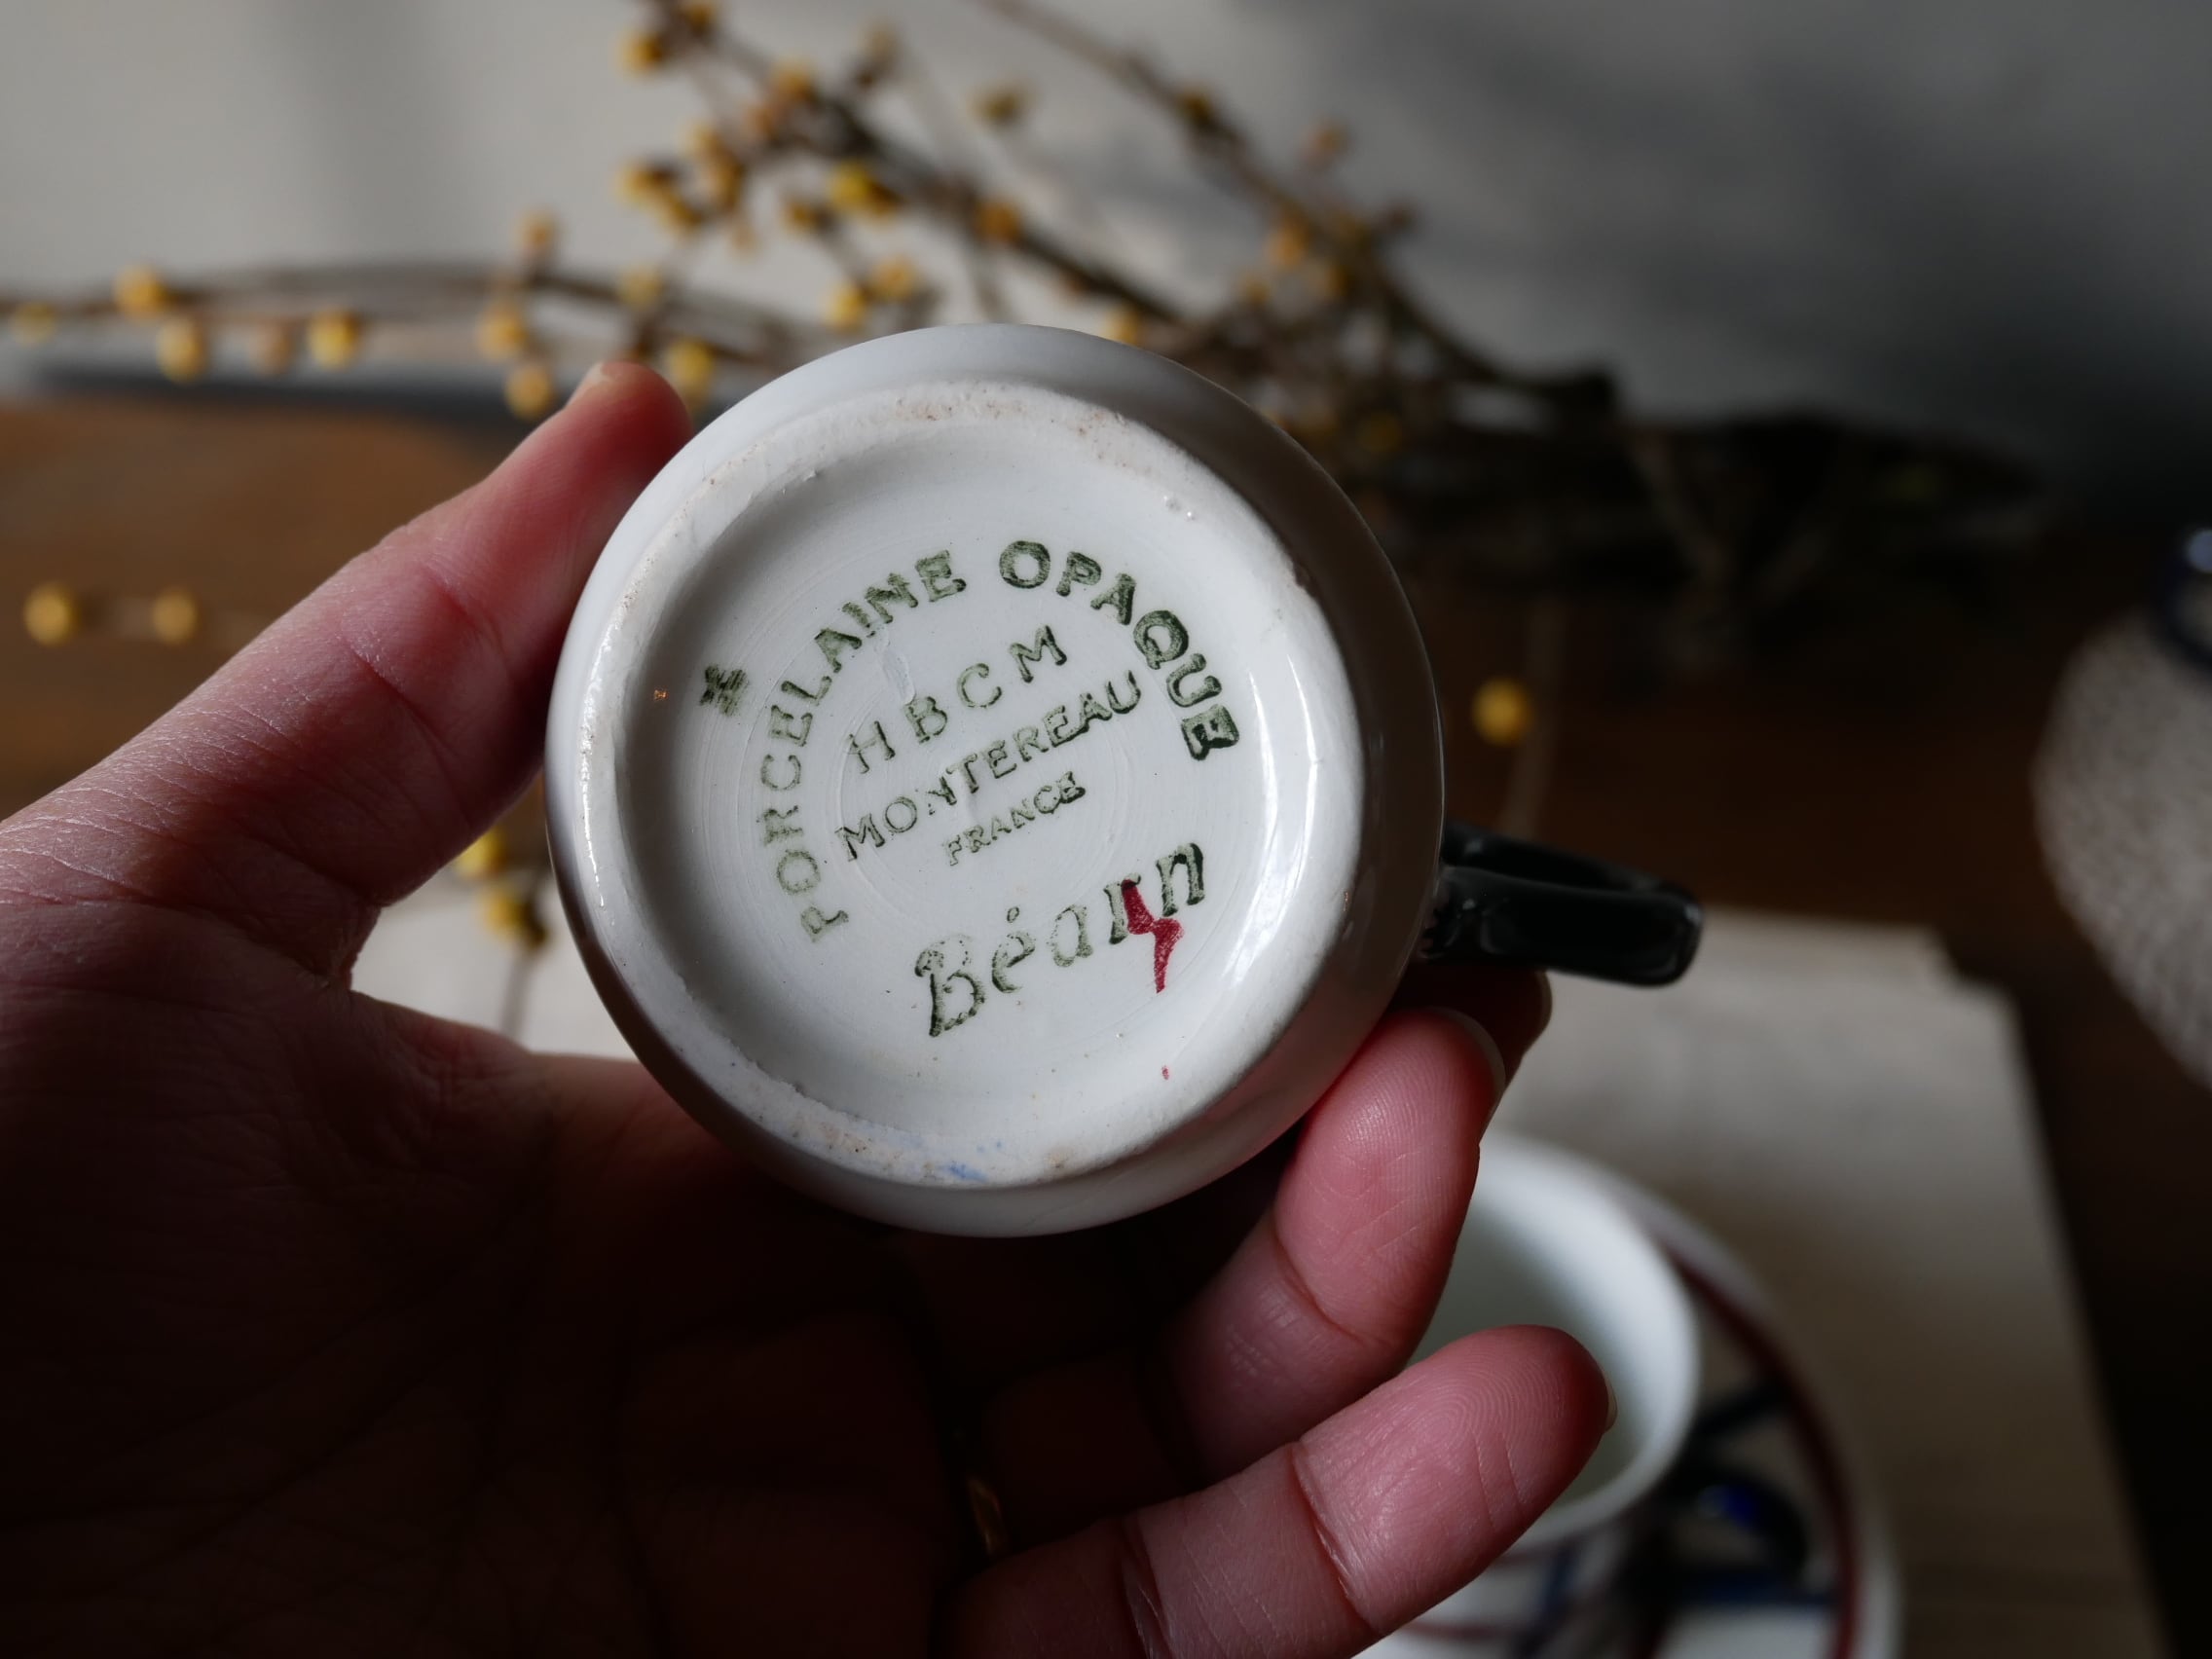 PORCELAINE OPAQUE
HBCM
MONTEREAU
FRANCE
Béarn